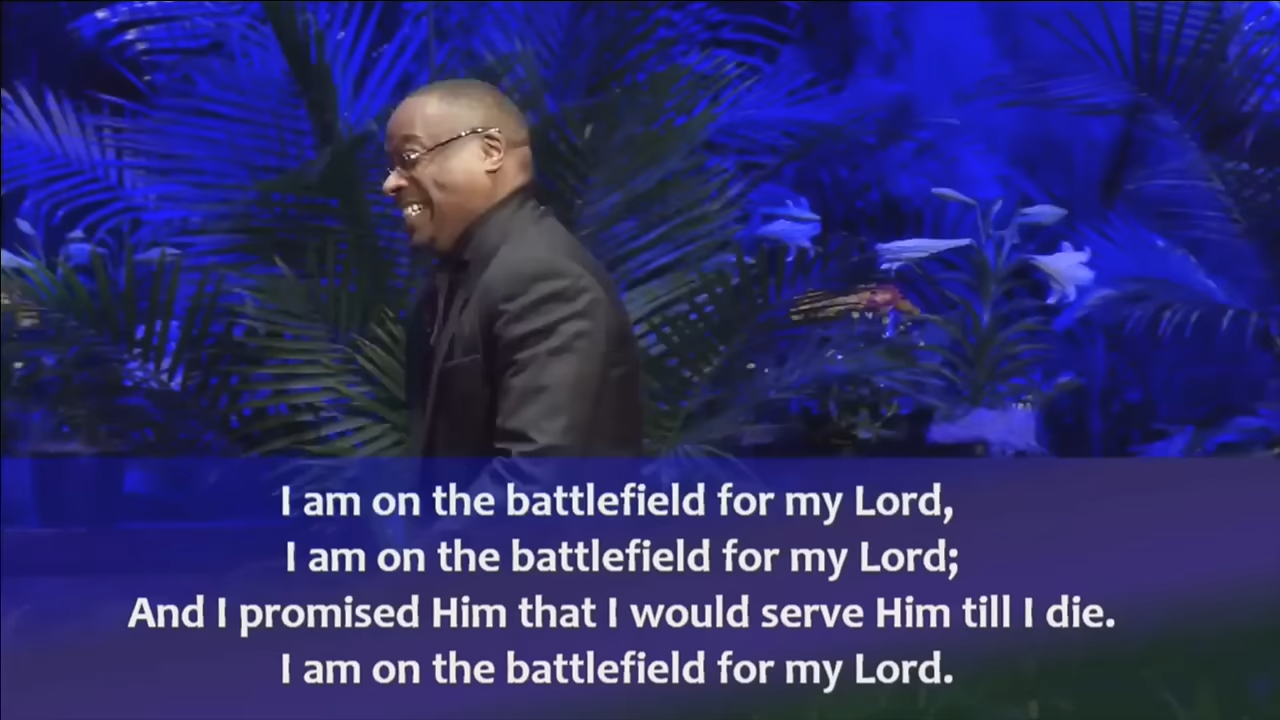 I am on the battlefield for my Lord,
I am on the battlefield for my Lord;
And I promised Him that I would serve Him till I die.
I am on the battlefield for my Lord.